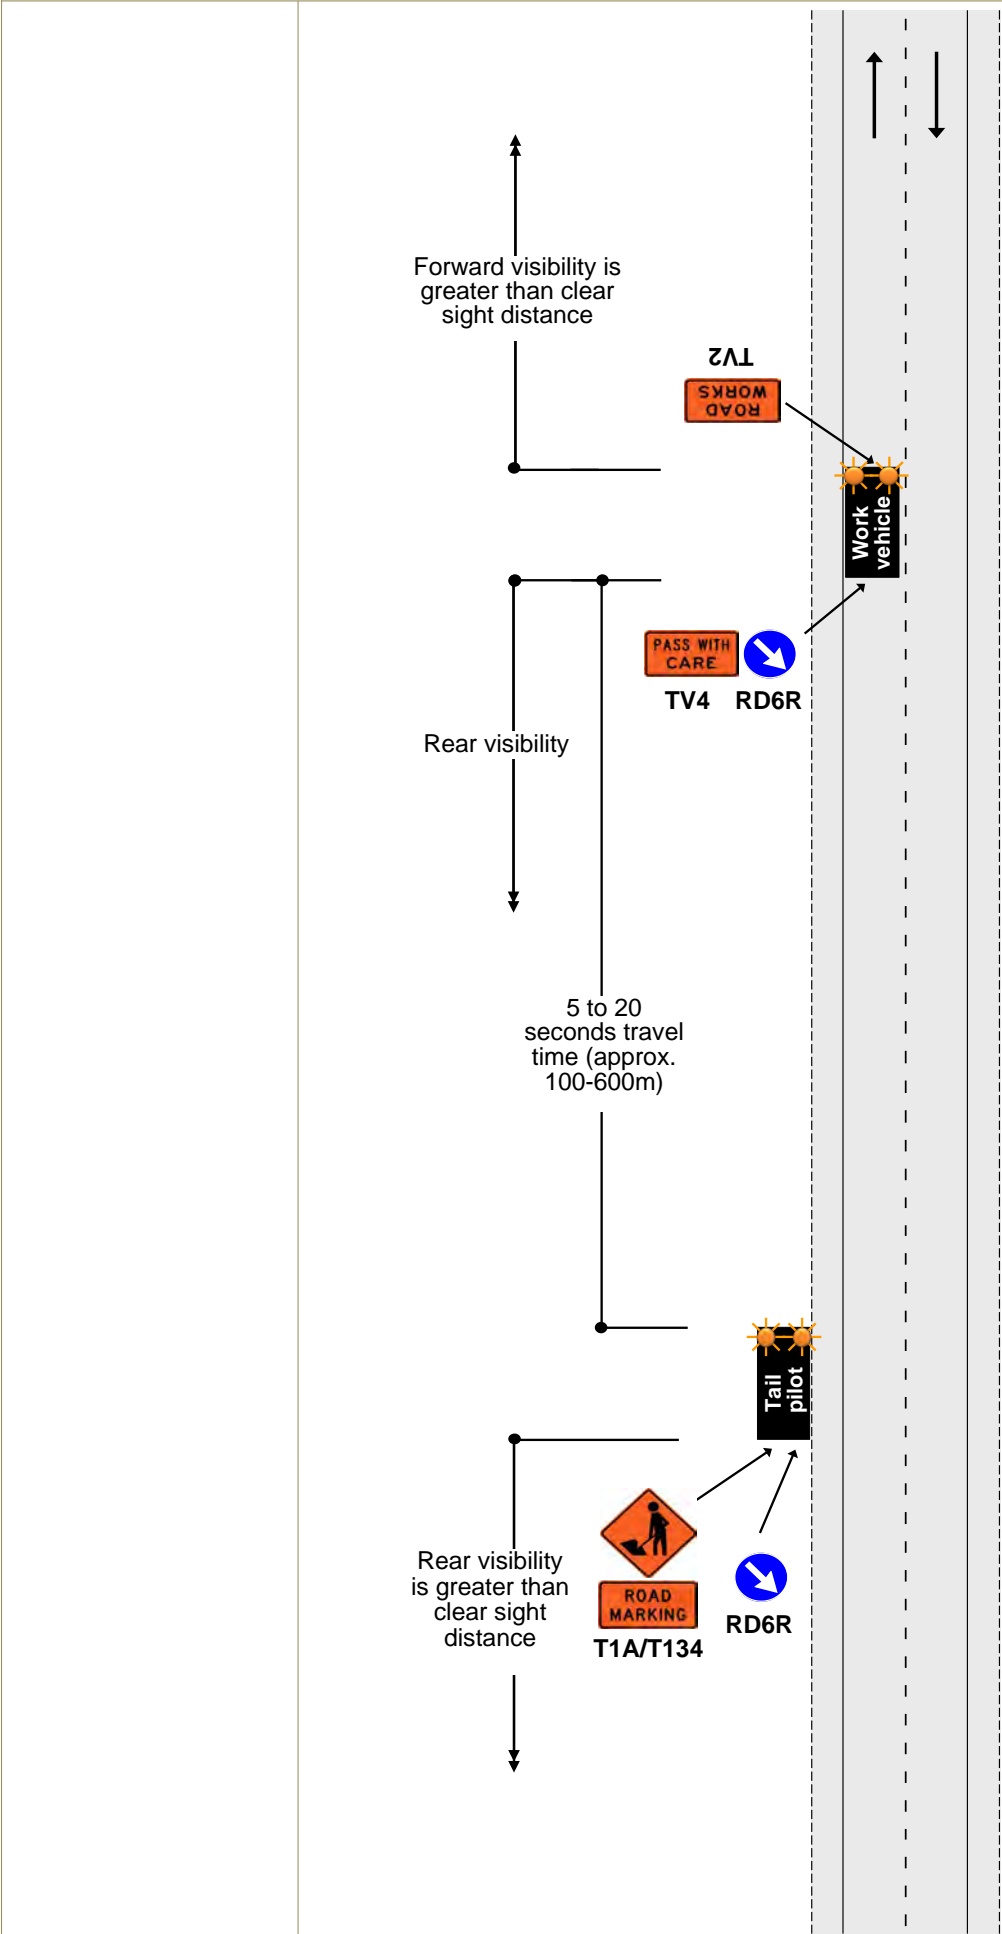 Forward visibility is
greater than clear
sight distance
TV2
ROAD
WORKS
Work
vehicle
PASS WITH
CARE
TV4 RD6R
Rear visibility
5 to 20
seconds travel
time (approx.
100-600m)
Tail
pilot
Rear visibility
is greater than
clear sight
distance
ROAD
MARKING
T1A/T134
RD6R